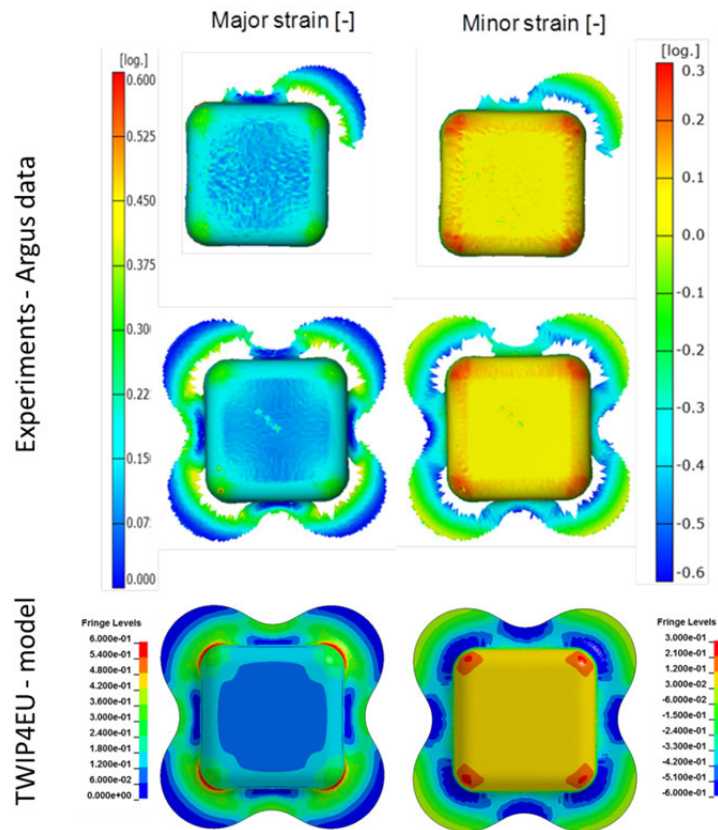 Major strain [-]
Minor strain [-]
Experiments - Argus data
[log.]
0.600
0.525
0.450
0.375
0.30
0.22
0.15
0.07
0.000
[log.]
0.3
0.2
0.1
0.0
-0.1
-0.2
-0.3
-0.4
-0.5
-0.6
TWIP4EU - model
Fringe Levels
6.000e-01
5.400e-01
4.800e-01
4.200e-01
3.600e-01
3.000e-01
2.400e-01
1.800e-01
1.200e-01
6.000e-02
0.000e+00
Fringe Levels
3.000e-01
2.100e-01
1.200e-01
3.000e-02
-6.000e-02
-1.500e-01
-2.400e-01
-3.300e-01
-4.200e-01
-5.100e-01
-6.000e-01